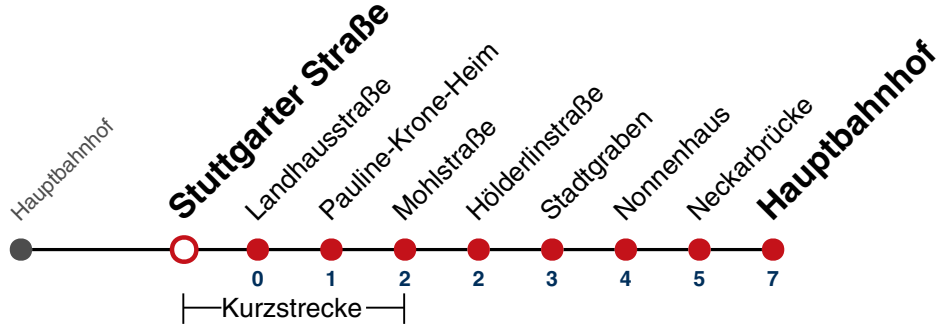 Hauptbahnhof
Stuttgarter Straße
Landhausstraße
Pauline-Krone-Heim
Mohlstraße
Hölderlinstraße
Stadtgraben
Nonnenhaus
Neckarbrücke
Hauptbahnhof
0 1 2 2 3 4 5 7
Kurzstrecke